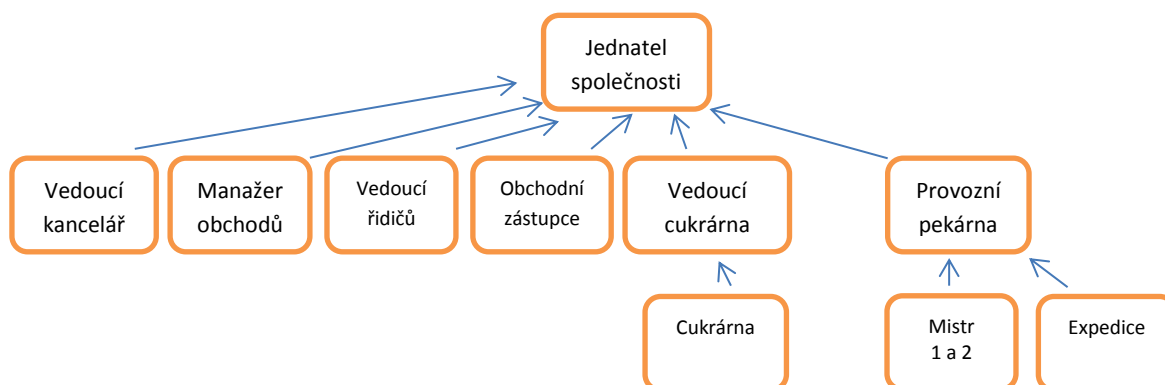 Jednatel
společnosti
Vedoucí
kancelář
Manažer
obchodů
Vedoucí
řidičů
Obchodní
zástupce
Vedoucí
cukrárna
Provozní
pekárna
Cukrárna
Mistr
1 a 2
Expedice